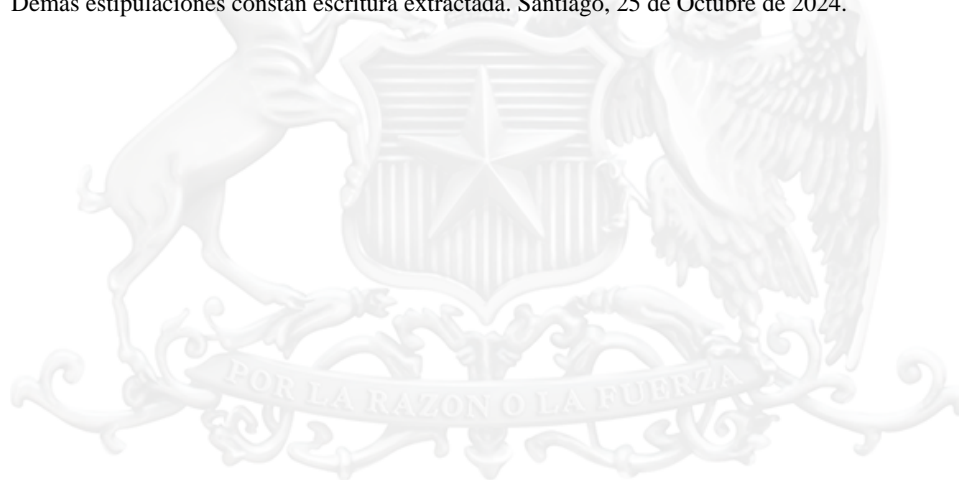 Demás estipulaciones constan escritura extractada. Santiago, 25 de Octubre de 2024.
POR LA RAZON O LA FUERZA